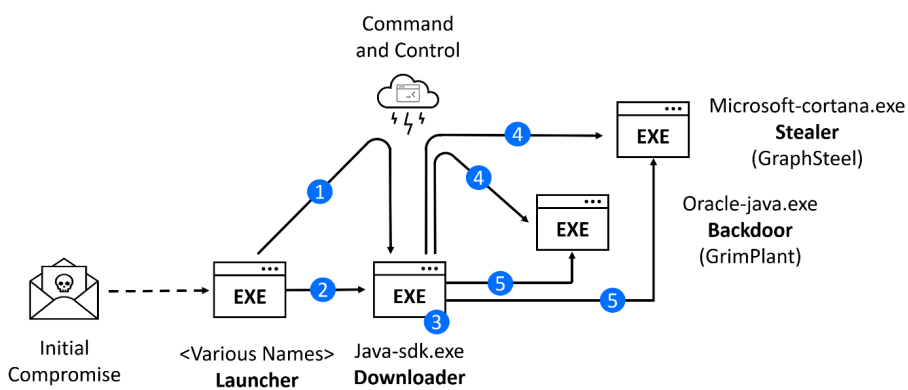 Command
and Control
4
EXE
Microsoft-cortana.exe
Stealer
(GraphSteel)
1
4
EXE
Oracle-java.exe
Backdoor
(GrimPlant)
EXE
2
EXE
3
5
5
Initial
Compromise
<Various Names>
Launcher
Java-sdk.exe
Downloader